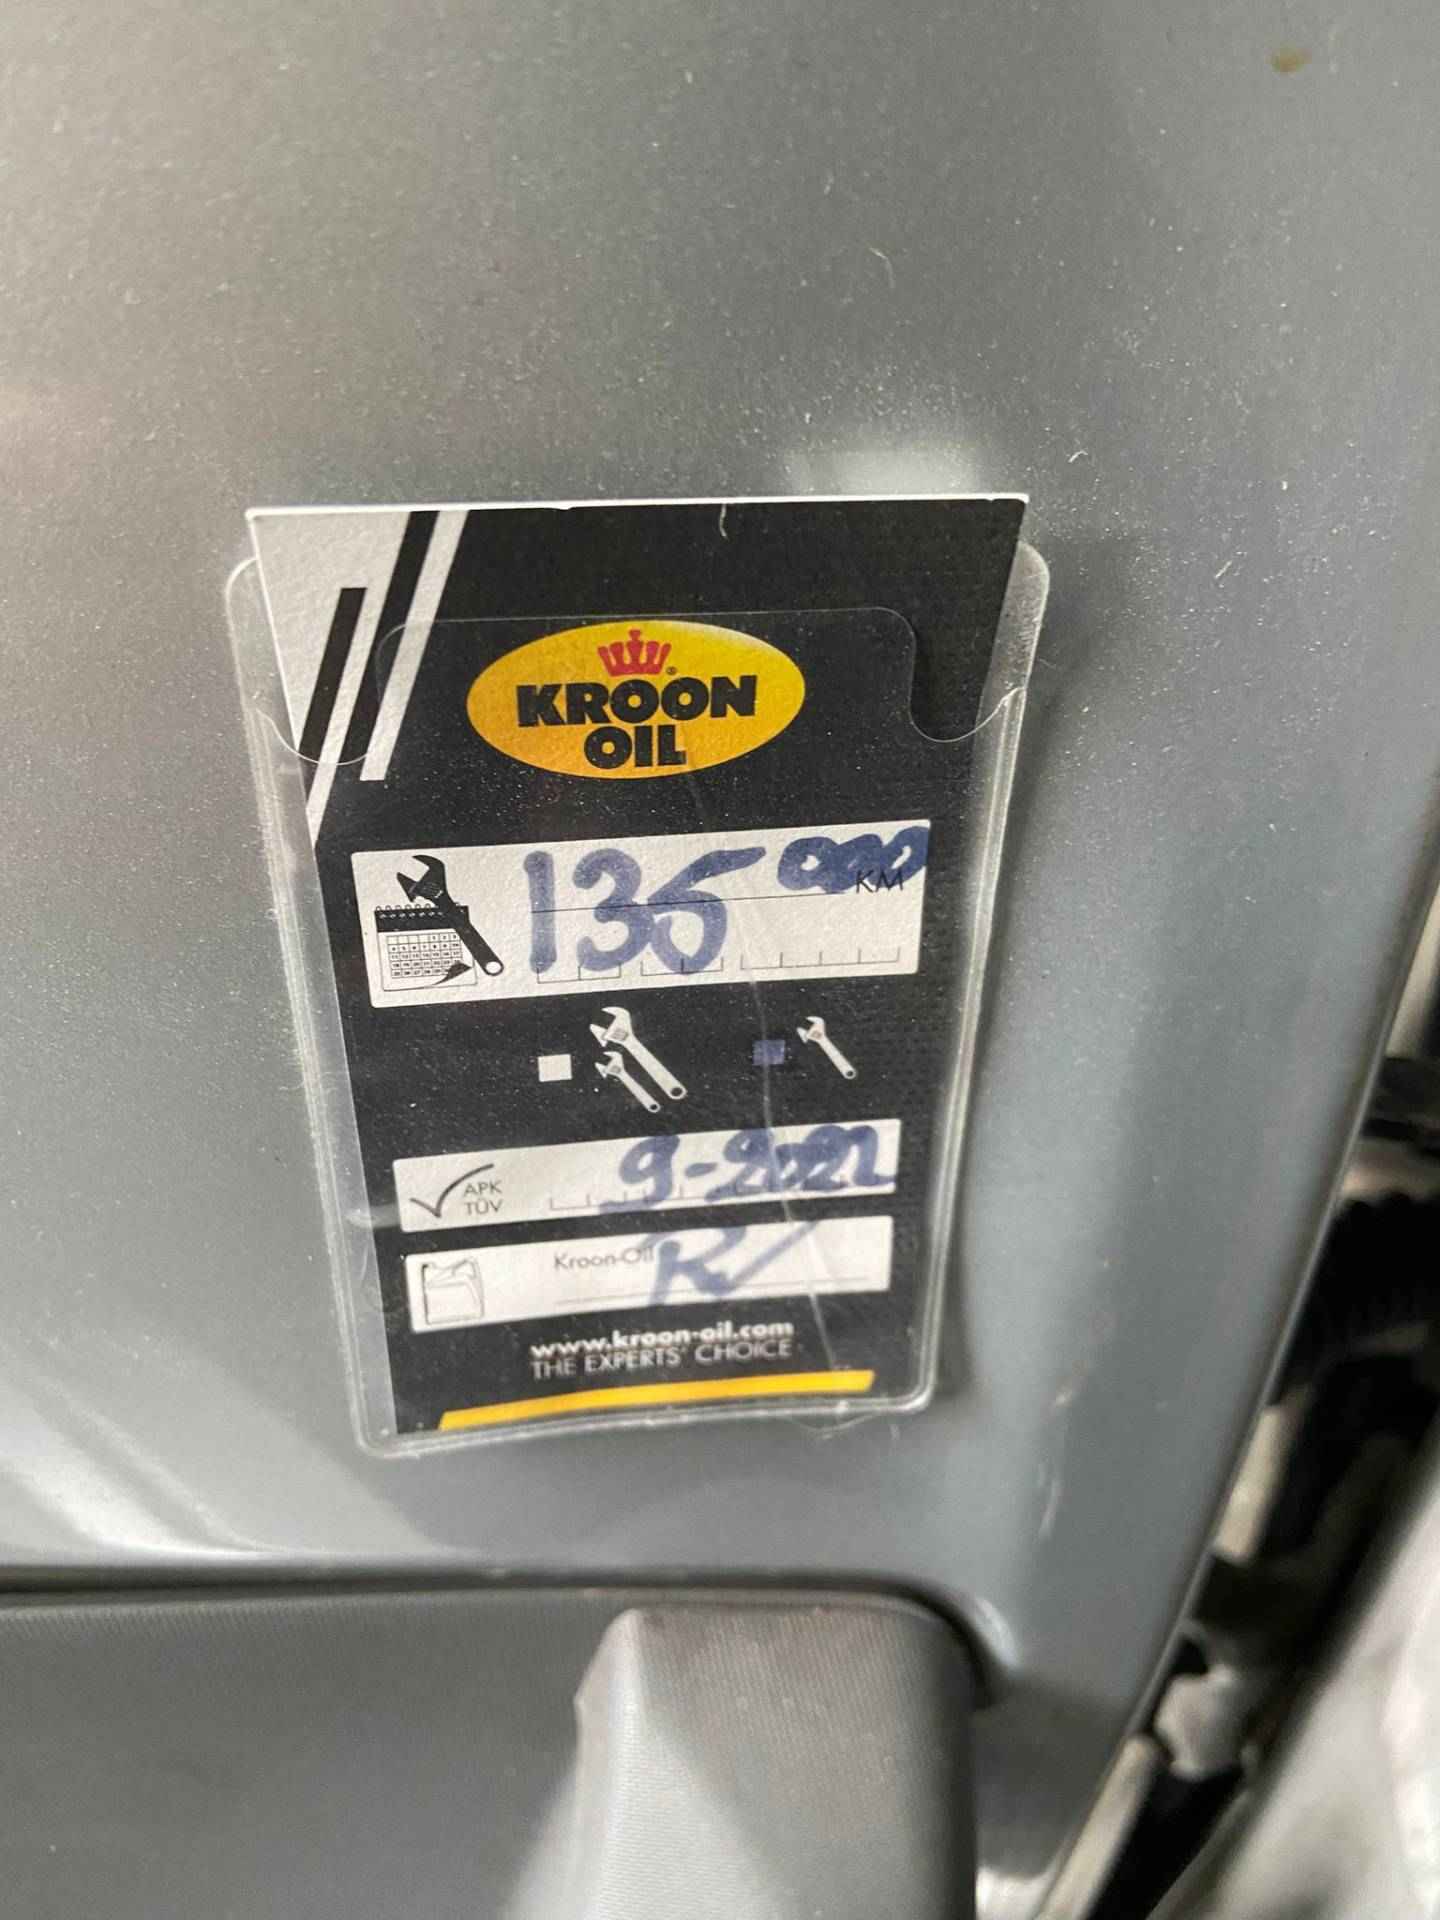 KROON
OIL
135 000 KM
APK
TÜV
9-2022
Kroon-Oil
www.kroon-oil.com
THE EXPERTS' CHOICE